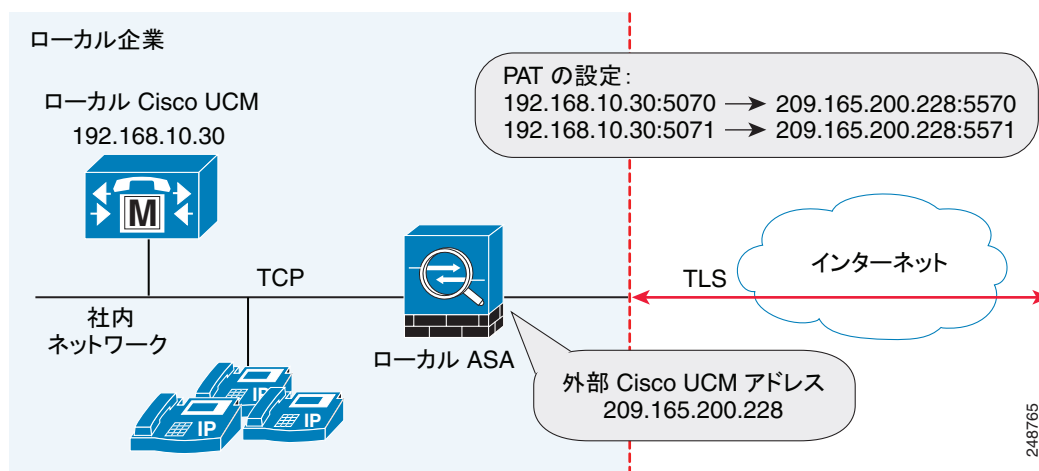 ローカル企業
ローカル Cisco UCM
192.168.10.30
M
PAT の設定:
192.168.10.30:5070 → 209.165.200.228:5570
192.168.10.30:5071 → 209.165.200.228:5571
TCP
TLS
インターネット
社内
ネットワーク
ローカル ASA
IP
IP
IP
外部 Cisco UCM アドレス
209.165.200.228
248765